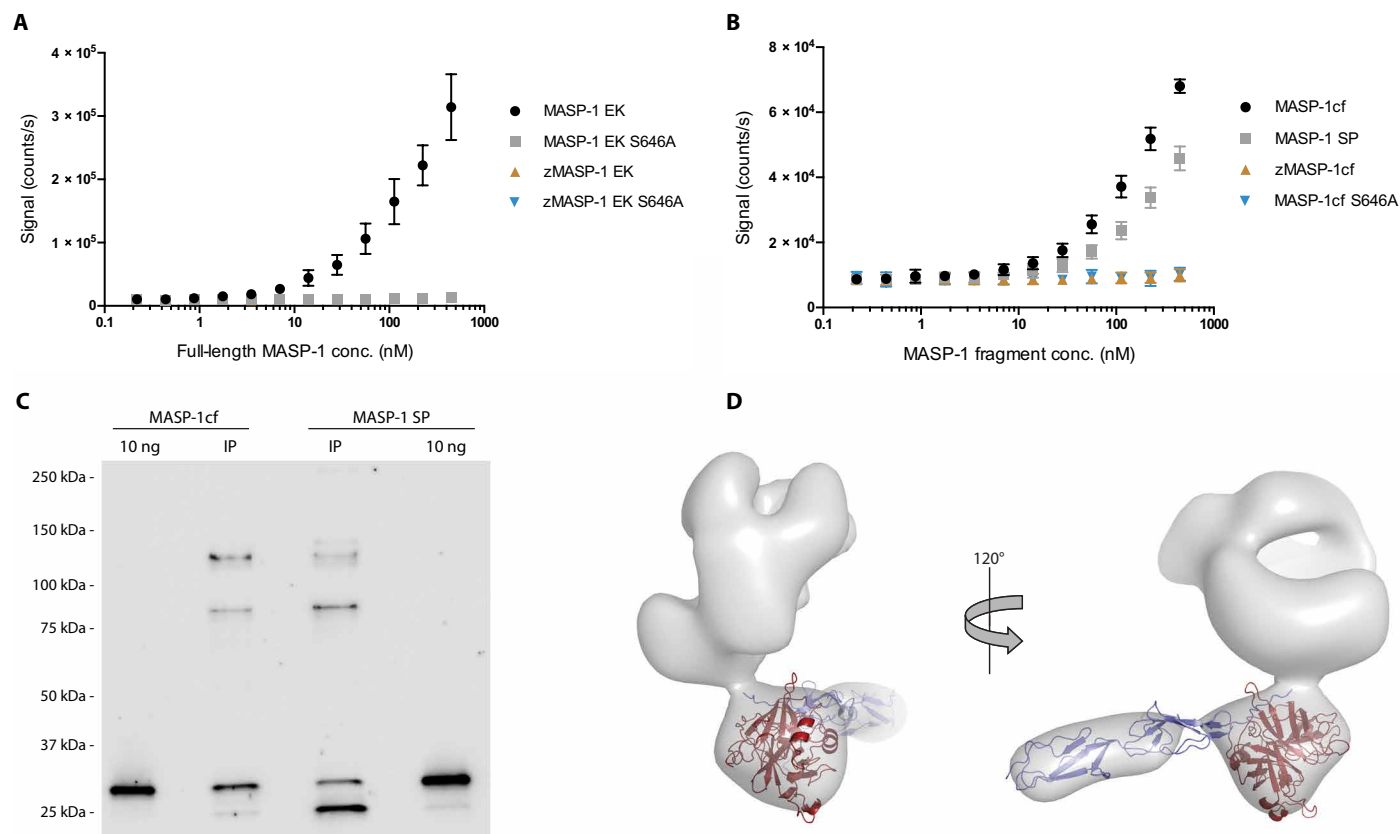 A
4 × 10⁵
3 × 10⁵
2 × 10⁵
1 × 10⁵
0
0.1
1
10
100
1000
Signal (counts/s)
Full-length MASP-1 conc. (nM)
MASP-1 EK
MASP-1 EK S646A
zMASP-1 EK
zMASP-1 EK S646A
B
8 × 10⁴
6 × 10⁴
4 × 10⁴
2 × 10⁴
0
0.1
1
10
100
1000
Signal (counts/s)
MASP-1 fragment conc. (nM)
MASP-1cf
MASP-1 SP
zMASP-1cf
MASP-1cf S646A
C
MASP-1cf
MASP-1 SP
10 ng
IP
IP
10 ng
250 kDa -
150 kDa -
100 kDa -
75 kDa -
50 kDa -
37 kDa -
25 kDa -
D
120°